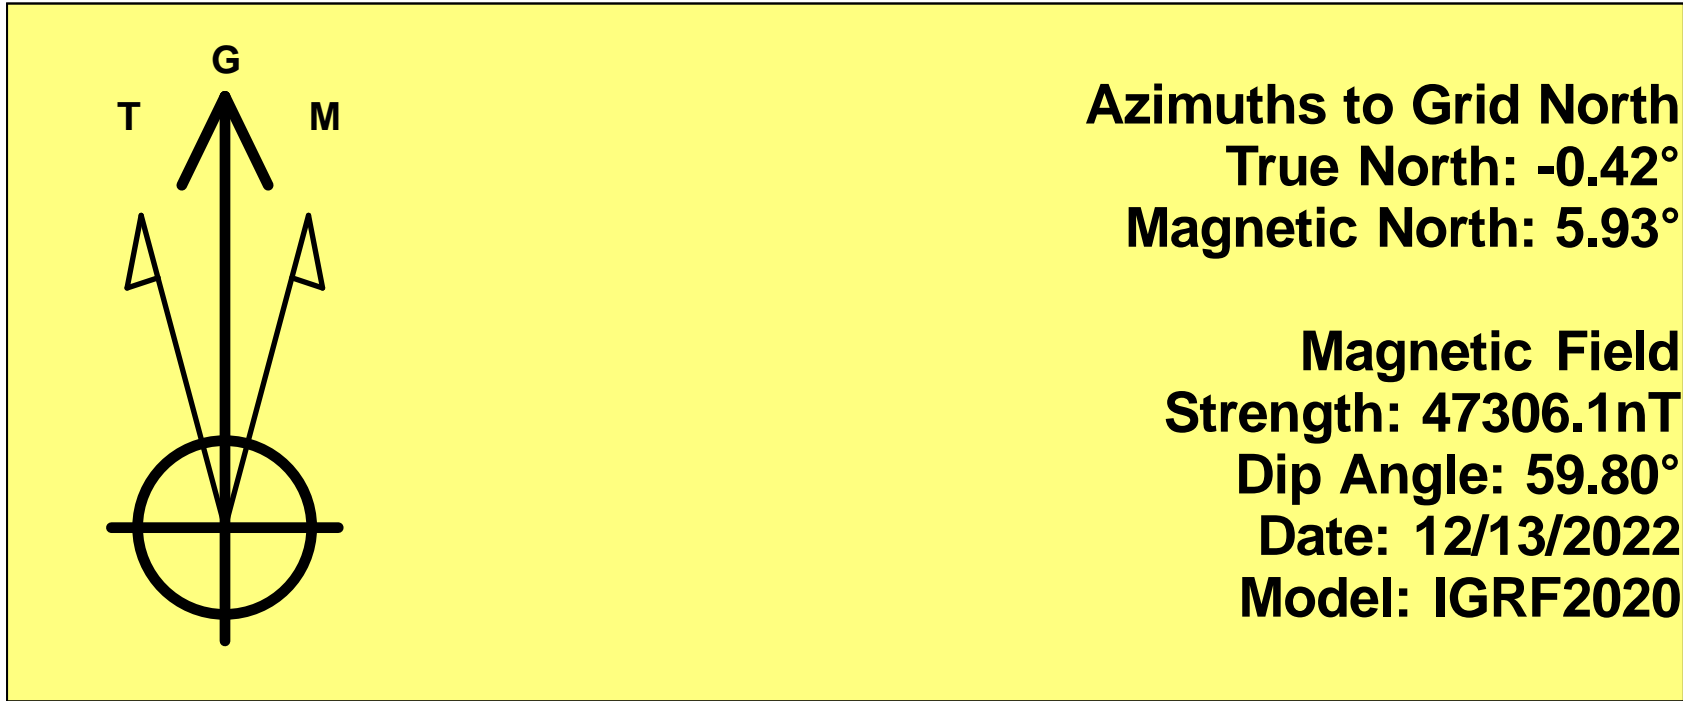 G
T
M
Azimuths to Grid North
True North: -0.42°
Magnetic North: 5.93°
Magnetic Field
Strength: 47306.1nT
Dip Angle: 59.80°
Date: 12/13/2022
Model: IGRF2020